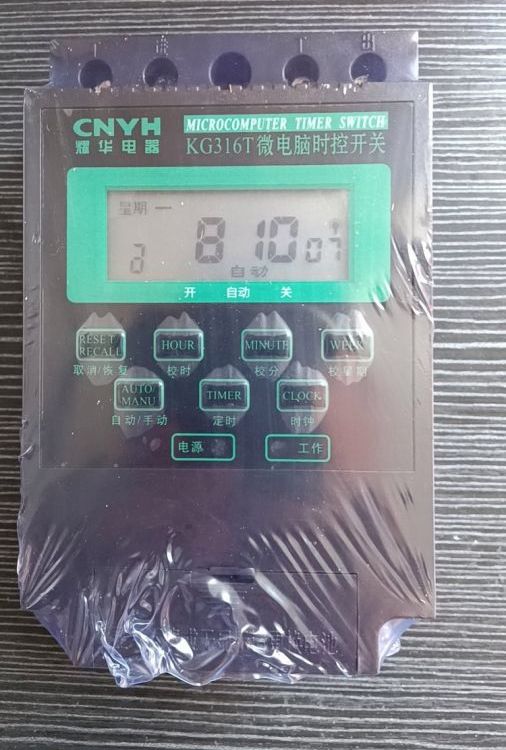 CNYH
耀华电器
MICROCOMPUTER TIMER SWITCH
KG316T微电脑时控开关
星期 一
8 10 07
自动
开 自动 关
RESET/RECALL HOUR MINUTE WEEK
取消/恢复 校时 校分 校星期
AUTO/MANU TIMER CLOCK
自动/手动 定时 时钟
电源 工作